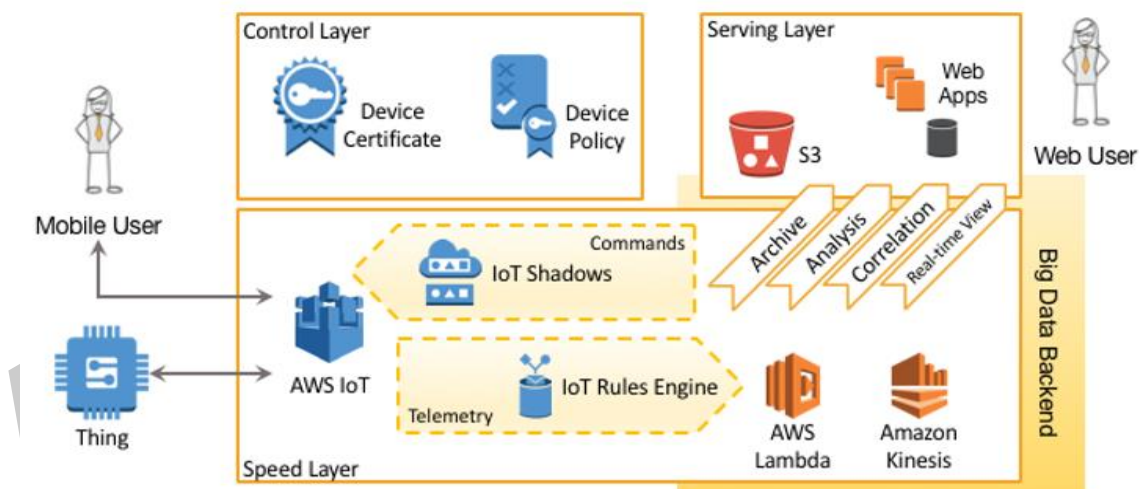 Control Layer
Device
Certificate
Device
Policy
Serving Layer
S3
Web
Apps
Web User
Mobile User
Thing
AWS IoT
Commands
IoT Shadows
IoT Rules Engine
Telemetry
Archive
Analysis
Correlation
Real-time View
AWS
Lambda
Amazon
Kinesis
Speed Layer
Big Data Backend